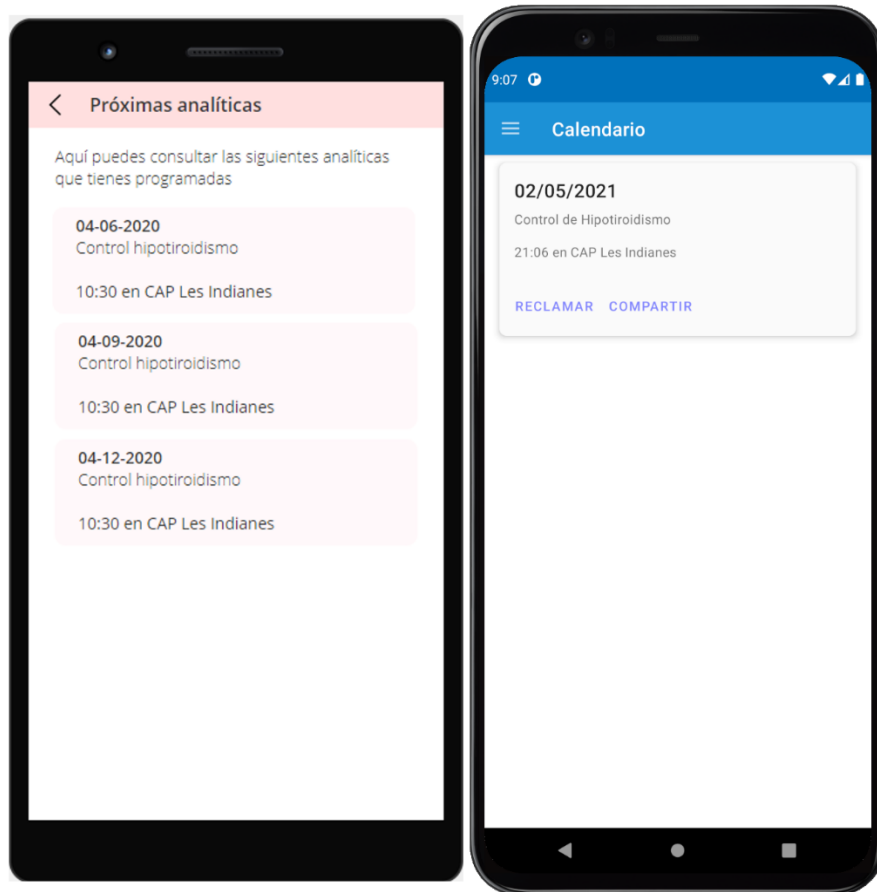 Próximas analíticas
Aquí puedes consultar las siguientes analíticas
que tienes programadas
04-06-2020
Control hipotiroidismo
10:30 en CAP Les Indianes
04-09-2020
Control hipotiroidismo
10:30 en CAP Les Indianes
04-12-2020
Control hipotiroidismo
10:30 en CAP Les Indianes
9:07
Calendario
02/05/2021
Control de Hipotiroidismo
21:06 en CAP Les Indianes
RECLAMAR COMPARTIR